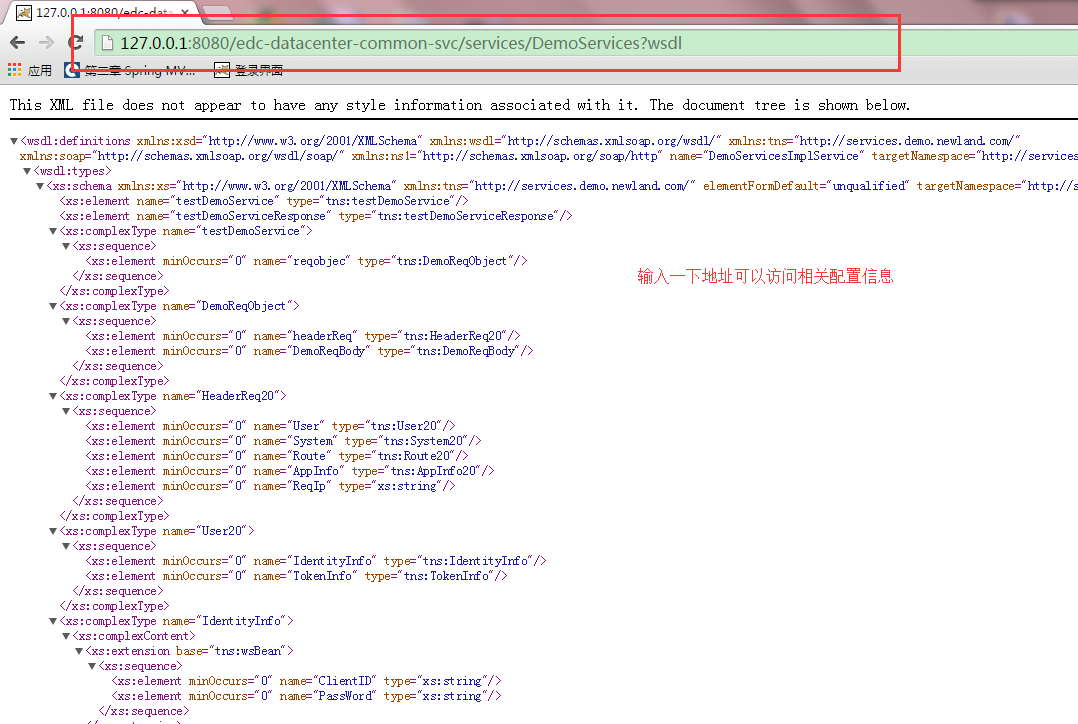 127.0.0.1:8080/edc-data
127.0.0.1:8080/edc-datacenter-common-svc/services/DemoServices?wsdl
应用 第二章 Spring MV... 登录界面
This XML file does not appear to have any style information associated with it. The document tree is shown below.
▼<wsdl:definitions xmlns:xsd="http://www.w3.org/2001/XMLSchema" xmlns:wsdl="http://schemas.xmlsoap.org/wsdl/" xmlns:tns="http://services.demo.newland.com/"
xmlns:soap="http://schemas.xmlsoap.org/wsdl/soap/" xmlns:ns1="http://schemas.xmlsoap.org/soap/http" name="DemoServicesImplService" targetNamespace="http://services
▼<wsdl:types>
▼<xs:schema xmlns:xs="http://www.w3.org/2001/XMLSchema" xmlns:tns="http://services.demo.newland.com/" elementFormDefault="unqualified" targetNamespace="http://s
<xs:element name="testDemoService" type="tns:testDemoService"/>
<xs:element name="testDemoServiceResponse" type="tns:testDemoServiceResponse"/>
▼<xs:complexType name="testDemoService">
▼<xs:sequence>
<xs:element minOccurs="0" name="reqobjec" type="tns:DemoReqObject"/>
</xs:sequence>
输入一下地址可以访问相关配置信息
</xs:complexType>
▼<xs:complexType name="DemoReqObject">
▼<xs:sequence>
<xs:element minOccurs="0" name="headerReq" type="tns:HeaderReq20"/>
<xs:element minOccurs="0" name="DemoReqBody" type="tns:DemoReqBody"/>
</xs:sequence>
</xs:complexType>
▼<xs:complexType name="HeaderReq20">
▼<xs:sequence>
<xs:element minOccurs="0" name="User" type="tns:User20"/>
<xs:element minOccurs="0" name="System" type="tns:System20"/>
<xs:element minOccurs="0" name="Route" type="tns:Route20"/>
<xs:element minOccurs="0" name="AppInfo" type="tns:AppInfo20"/>
<xs:element minOccurs="0" name="ReqIp" type="xs:string"/>
</xs:sequence>
</xs:complexType>
▼<xs:complexType name="User20">
▼<xs:sequence>
<xs:element minOccurs="0" name="IdentityInfo" type="tns:IdentityInfo"/>
<xs:element minOccurs="0" name="TokenInfo" type="tns:TokenInfo"/>
</xs:sequence>
</xs:complexType>
▼<xs:complexType name="IdentityInfo">
▼<xs:complexContent>
▼<xs:extension base="tns:wsBean">
▼<xs:sequence>
<xs:element minOccurs="0" name="ClientID" type="xs:string"/>
<xs:element minOccurs="0" name="PassWord" type="xs:string"/>
</xs:sequence>